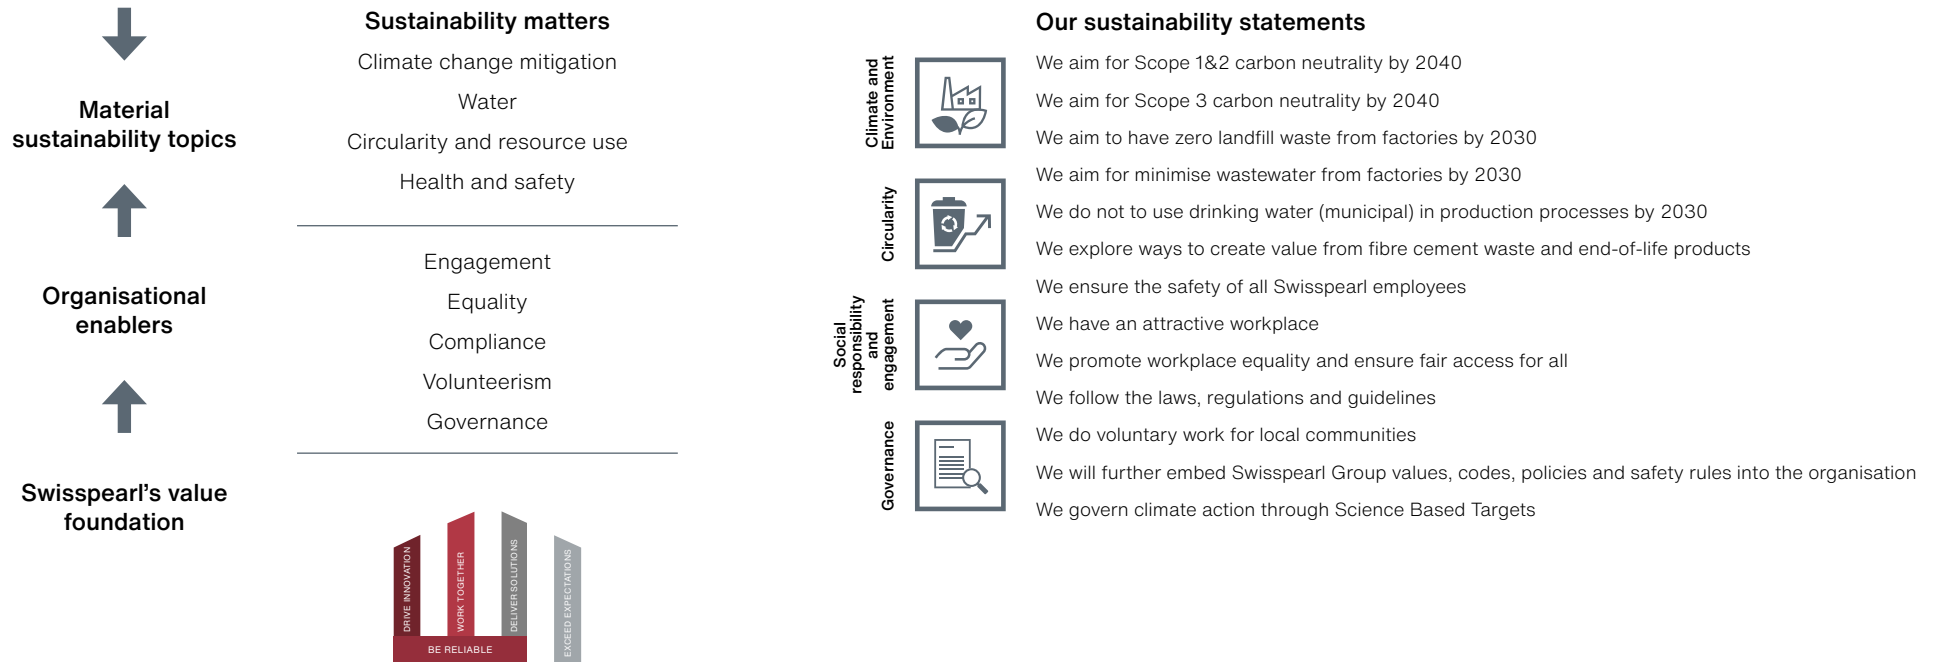 Material
sustainability topics
Organisational
enablers
Swisspearl's value
foundation
Sustainability matters
Climate change mitigation
Water
Circularity and resource use
Health and safety
Engagement
Equality
Compliance
Volunteerism
Governance
DRIVE INNOVATION
WORK TOGETHER
DELIVER SOLUTIONS
EXCEED EXPECTATIONS
BE RELIABLE
Climate and
Environment
Circularity
Social
responsibility
and
engagement
Governance
Our sustainability statements
We aim for Scope 1&2 carbon neutrality by 2040
We aim for Scope 3 carbon neutrality by 2040
We aim to have zero landfill waste from factories by 2030
We aim for minimise wastewater from factories by 2030
We do not to use drinking water (municipal) in production processes by 2030
We explore ways to create value from fibre cement waste and end-of-life products
We ensure the safety of all Swisspearl employees
We have an attractive workplace
We promote workplace equality and ensure fair access for all
We follow the laws, regulations and guidelines
We do voluntary work for local communities
We will further embed Swisspearl Group values, codes, policies and safety rules into the organisation
We govern climate action through Science Based Targets